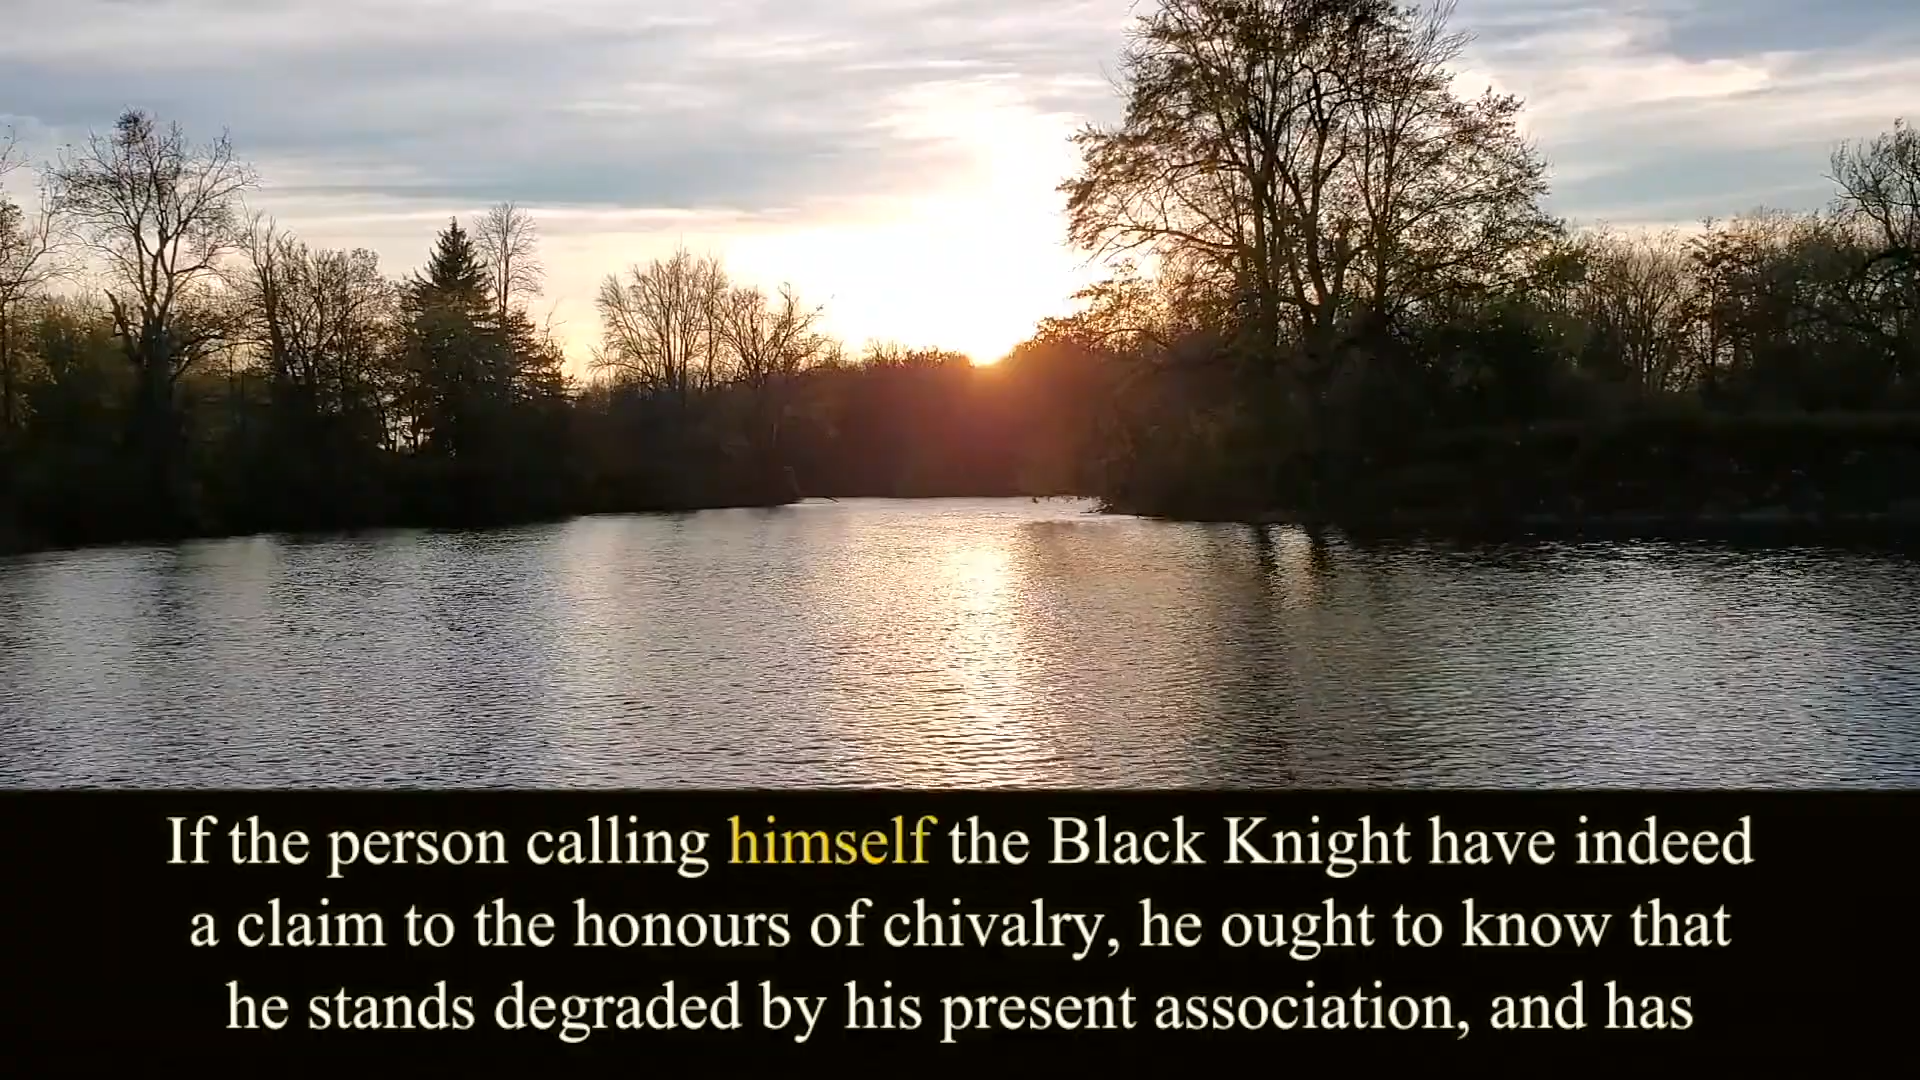 If the person calling himself the Black Knight have indeed
a claim to the honours of chivalry, he ought to know that
he stands degraded by his present association, and has